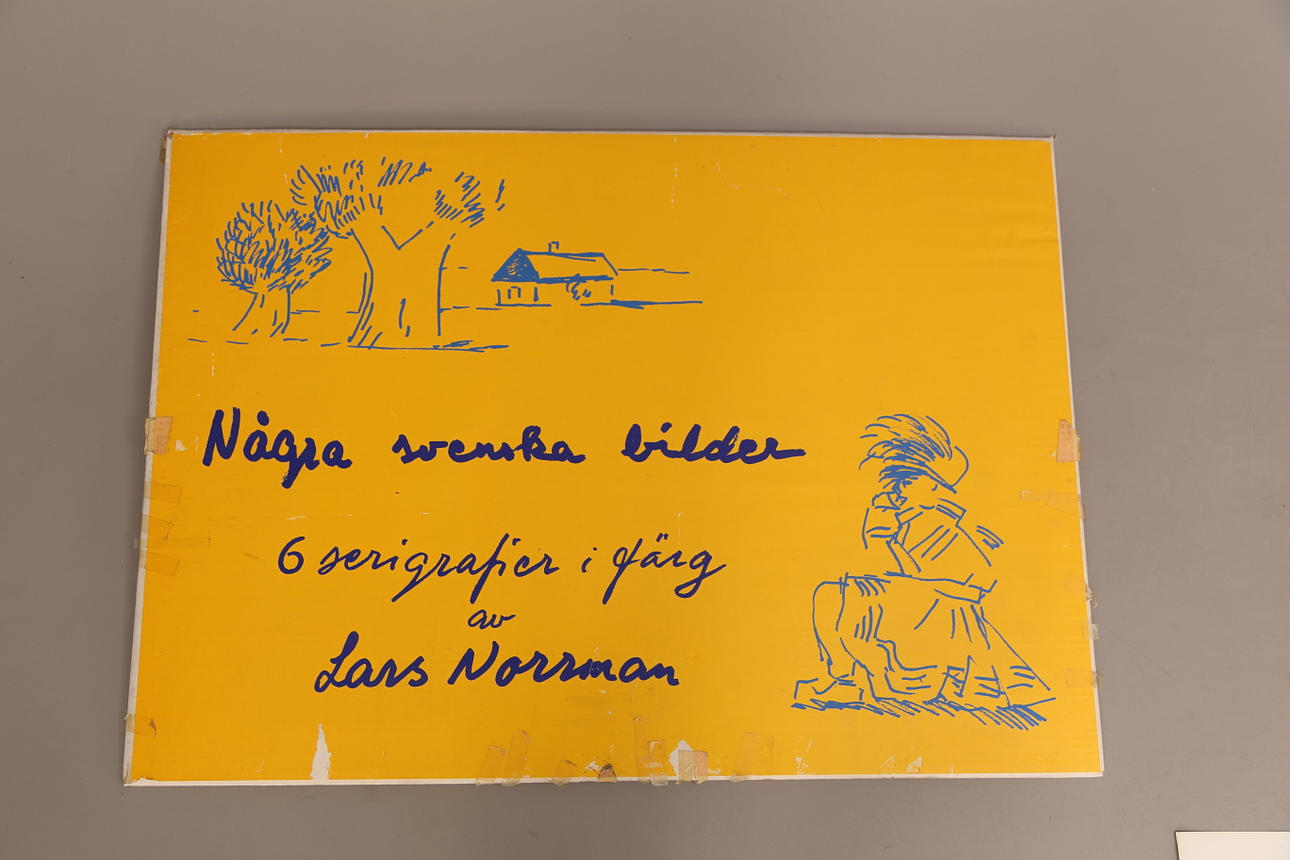 Några svenska bilder
6 serigrafier i färg
av
Lars Norrman